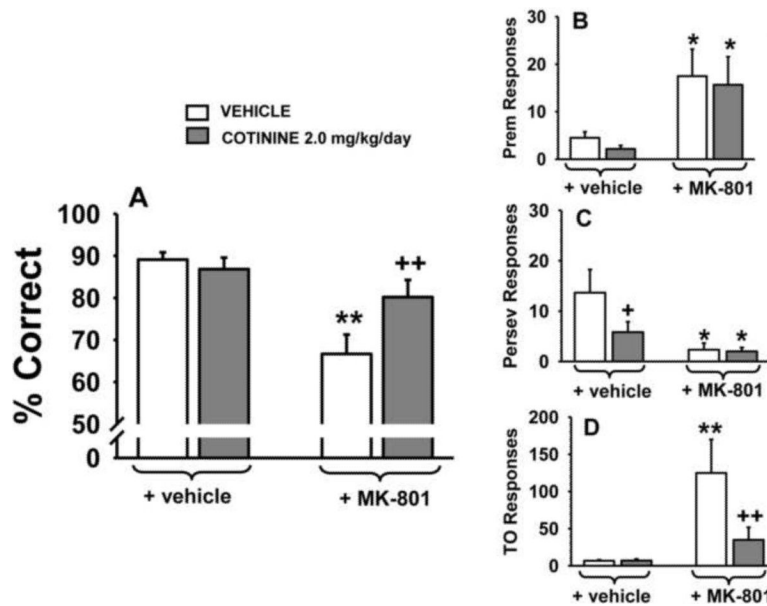 VEHICLE
COTININE 2.0 mg/kg/day
A
% Correct
100
90
80
70
60
50
0
**
++
+ vehicle
+ MK-801
B
Prem Responses
30
20
10
0
*
*
+ vehicle
+ MK-801
C
Persev Responses
30
20
10
0
+
*
*
+ vehicle
+ MK-801
D
TO Responses
200
150
100
50
0
**
++
+ vehicle
+ MK-801